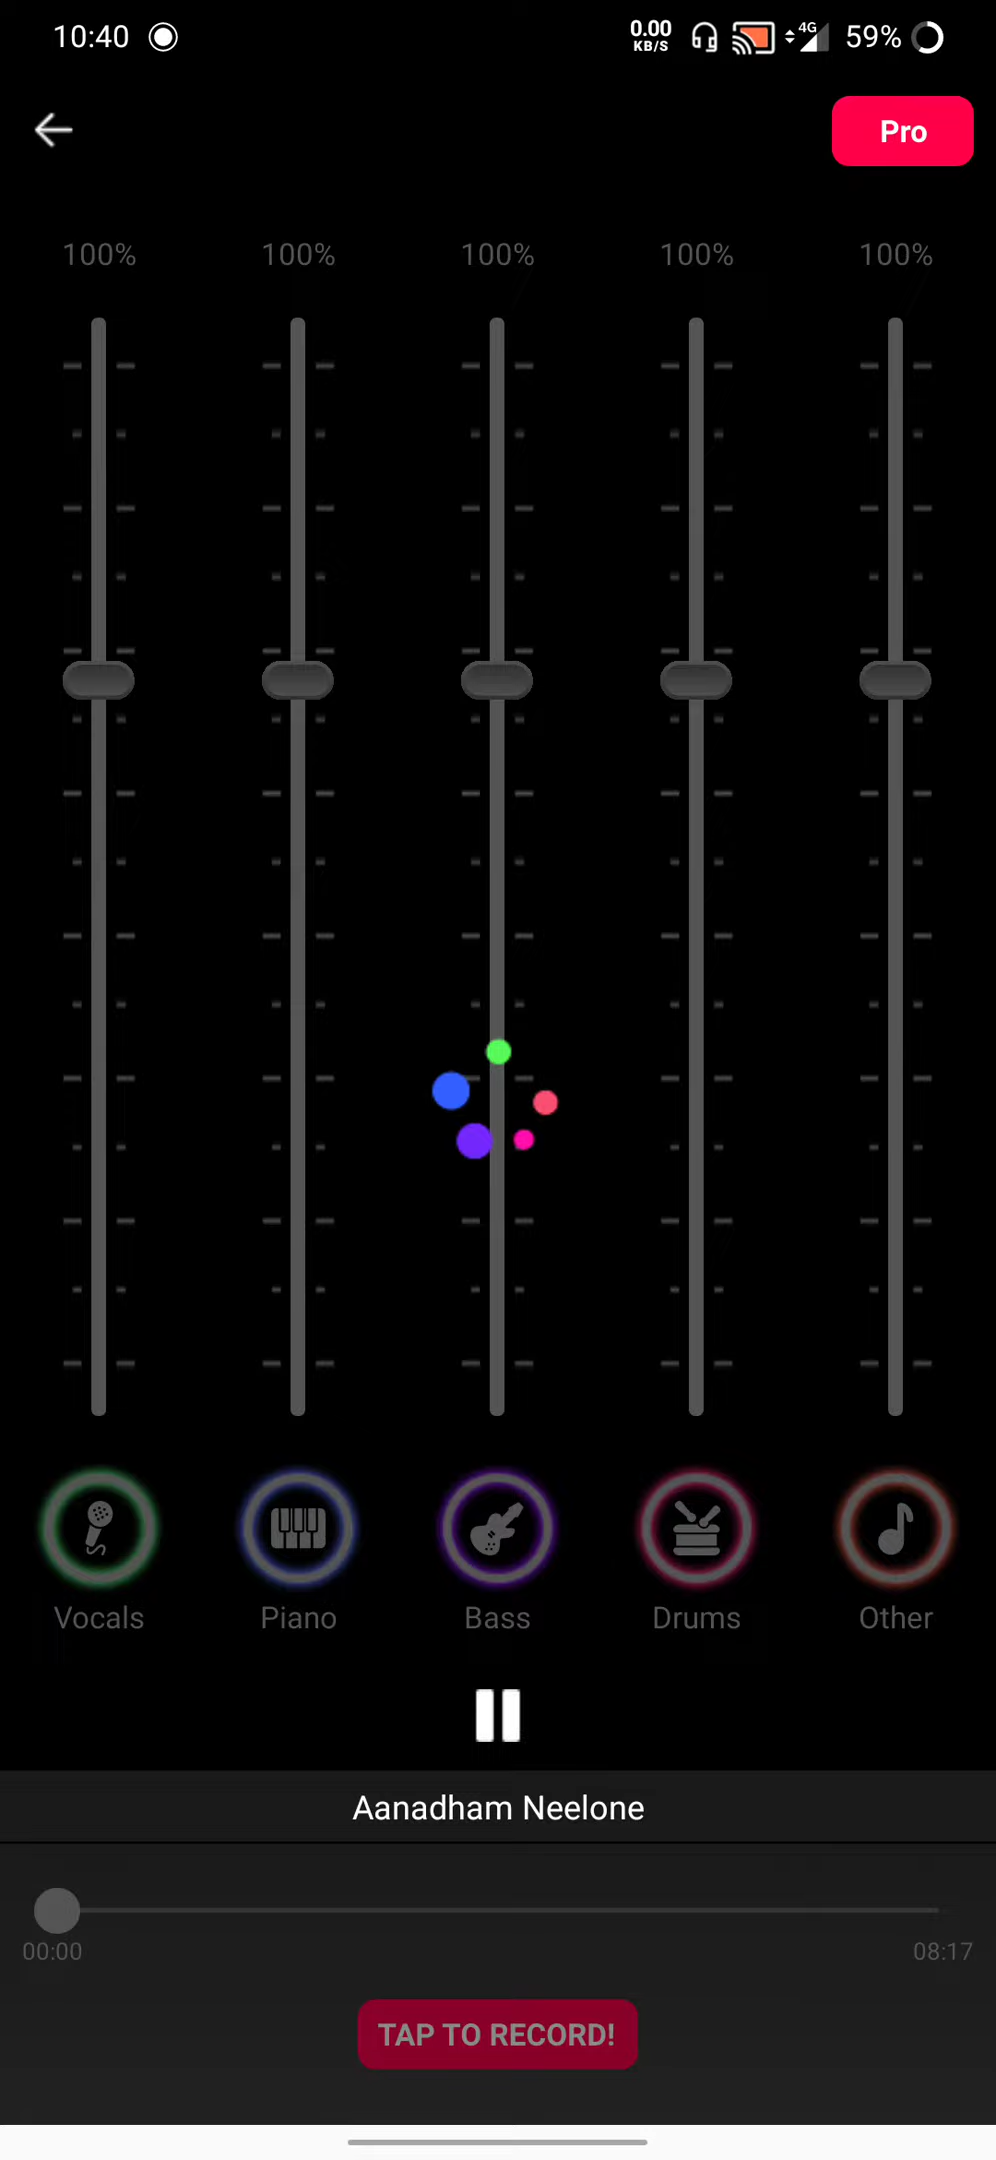 10:40
0.00
KB/S
4G
59%
Pro
100% 100% 100% 100% 100%
Vocals Piano Bass Drums Other
Aanadham Neelone
00:00 08:17
TAP TO RECORD!